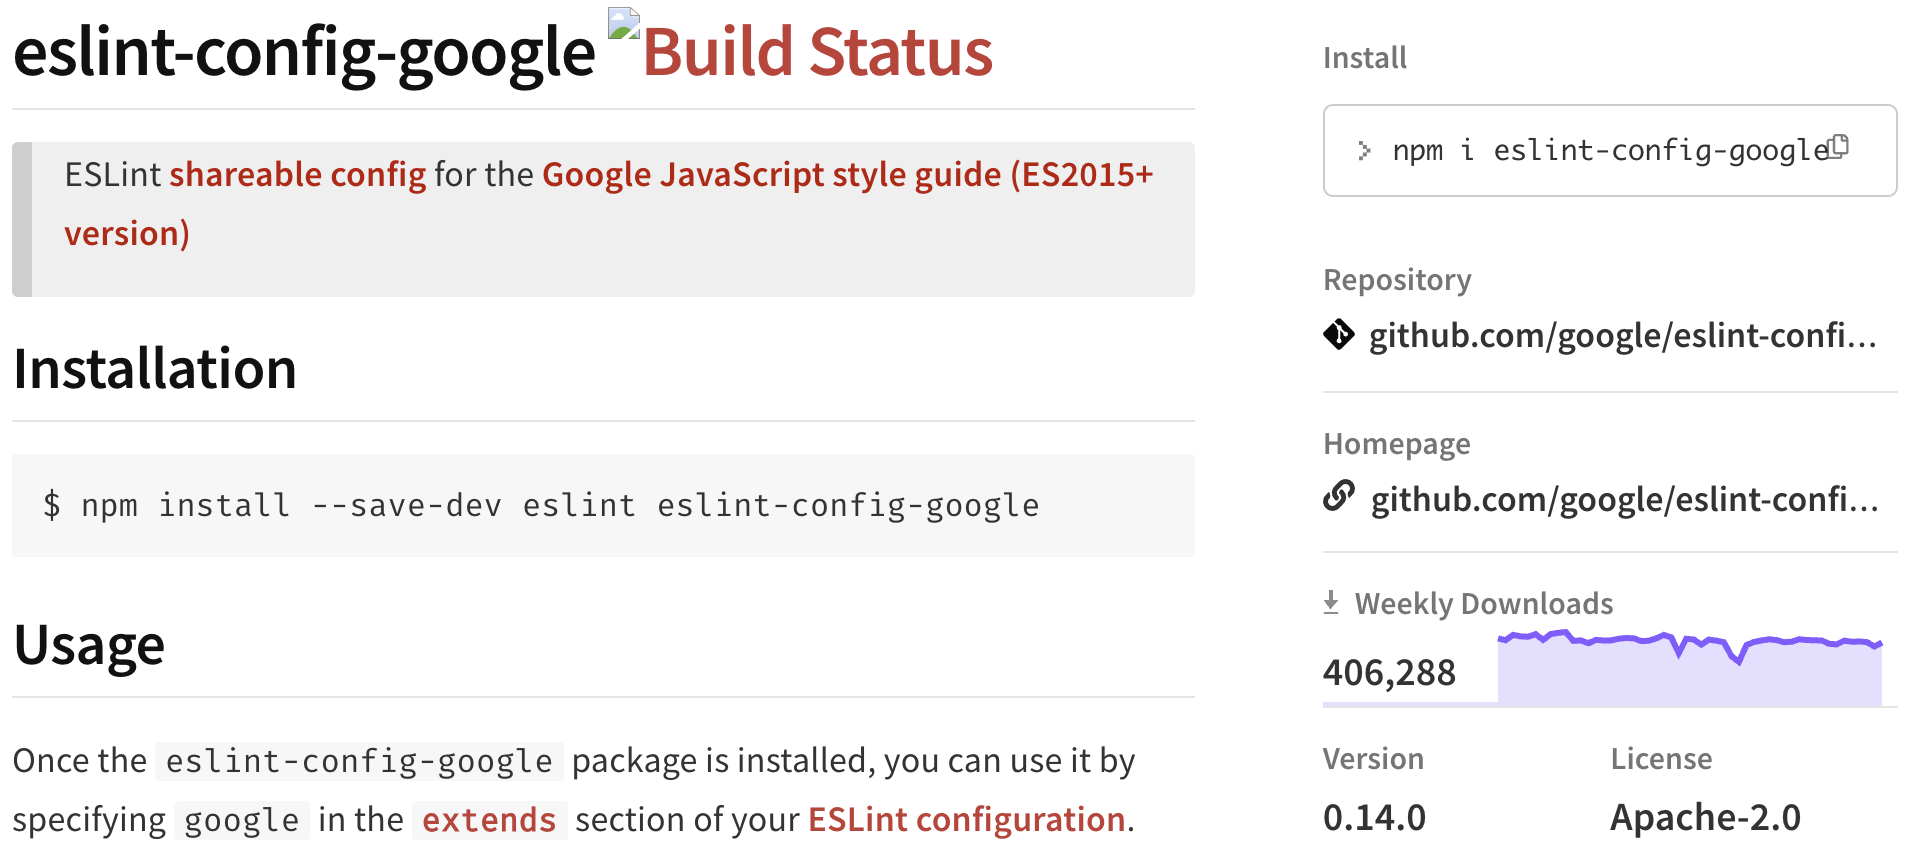 eslint-config-google Build Status
ESLint shareable config for the Google JavaScript style guide (ES2015+
version)
Installation
$ npm install --save-dev eslint eslint-config-google
Usage
Once the eslint-config-google package is installed, you can use it by
specifying google in the extends section of your ESLint configuration.
Install
> npm i eslint-config-google
Repository
github.com/google/eslint-confi...
Homepage
github.com/google/eslint-confi...
Weekly Downloads
406,288
Version
License
0.14.0
Apache-2.0